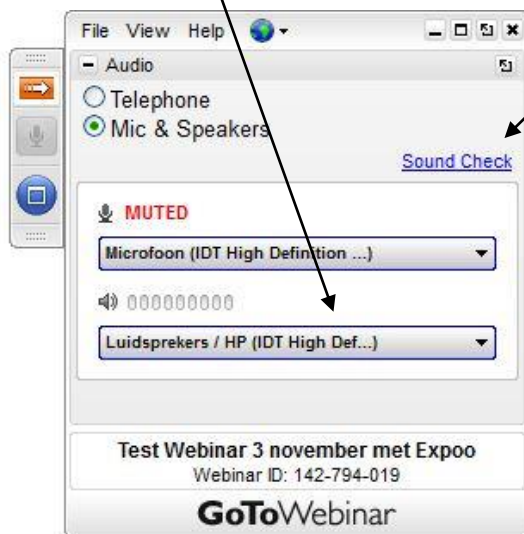 File View Help
Audio
Telephone
Mic & Speakers
Sound Check
MUTED
Microfoon (IDT High Definition ...)
000000000
Luidsprekers / HP (IDT High Def...)
Test Webinar 3 november met Expoo
Webinar ID: 142-794-019
GoToWebinar